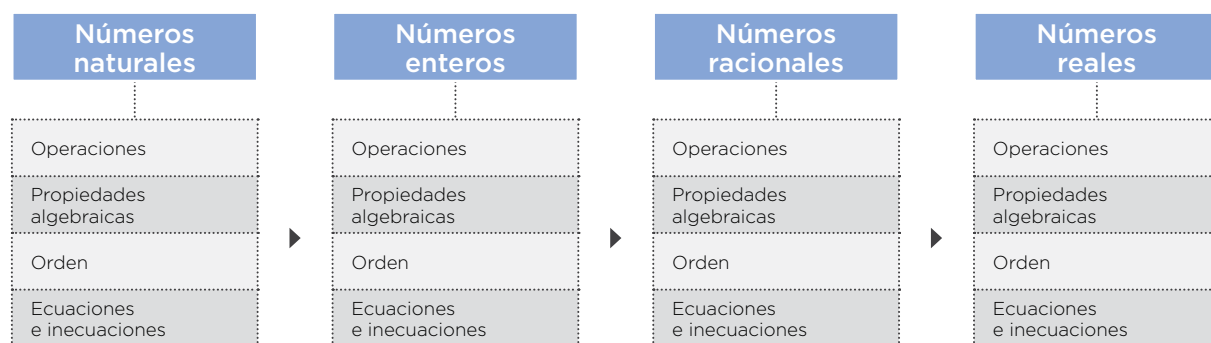 Números
naturales
Operaciones
Propiedades
algebraicas
Orden
Ecuaciones
e inecuaciones
Números
enteros
Operaciones
Propiedades
algebraicas
Orden
Ecuaciones
e inecuaciones
Números
racionales
Operaciones
Propiedades
algebraicas
Orden
Ecuaciones
e inecuaciones
Números
reales
Operaciones
Propiedades
algebraicas
Orden
Ecuaciones
e inecuaciones